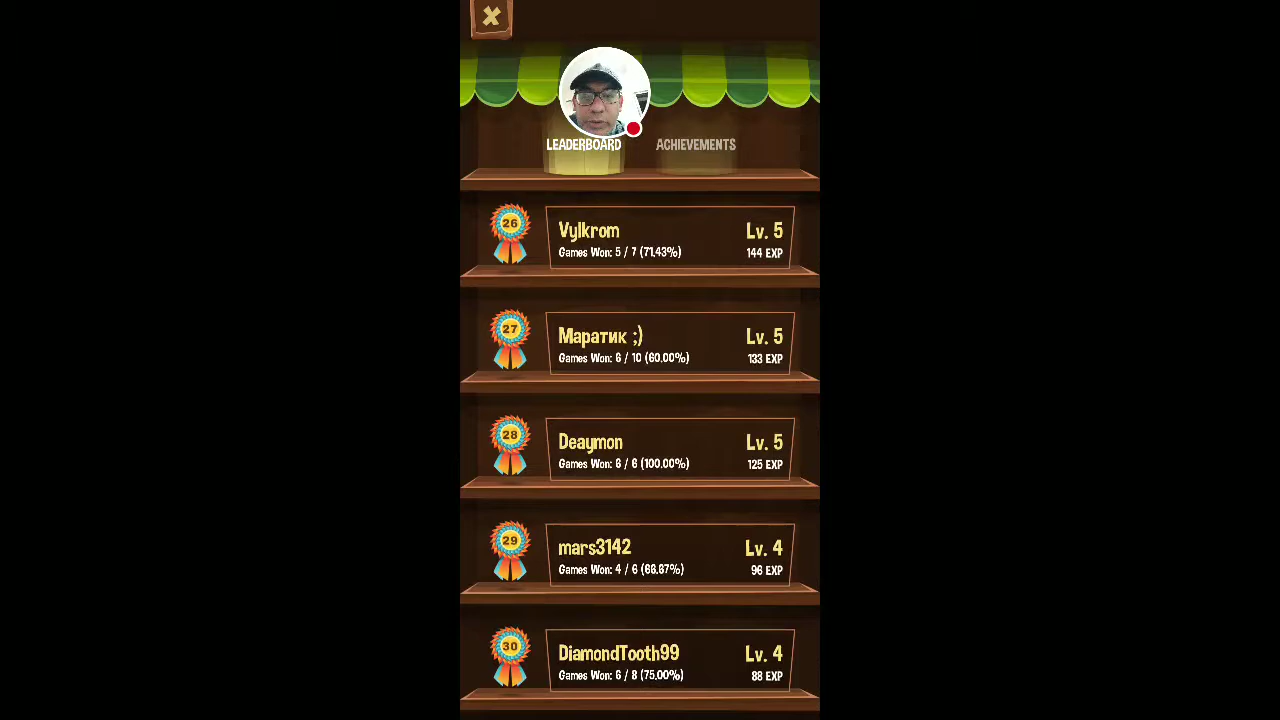 LEADERBOARD ACHIEVEMENTS
26
Vylkrom Lv. 5
Games Won: 5 / 7 (71.43%) 144 EXP
27
Маратик ;) Lv. 5
Games Won: 6 / 10 (60.00%) 133 EXP
28
Deaymon Lv. 5
Games Won: 6 / 6 (100.00%) 125 EXP
29
mars3142 Lv. 4
Games Won: 4 / 6 (66.67%) 96 EXP
30
DiamondTooth99 Lv. 4
Games Won: 6 / 8 (75.00%) 88 EXP